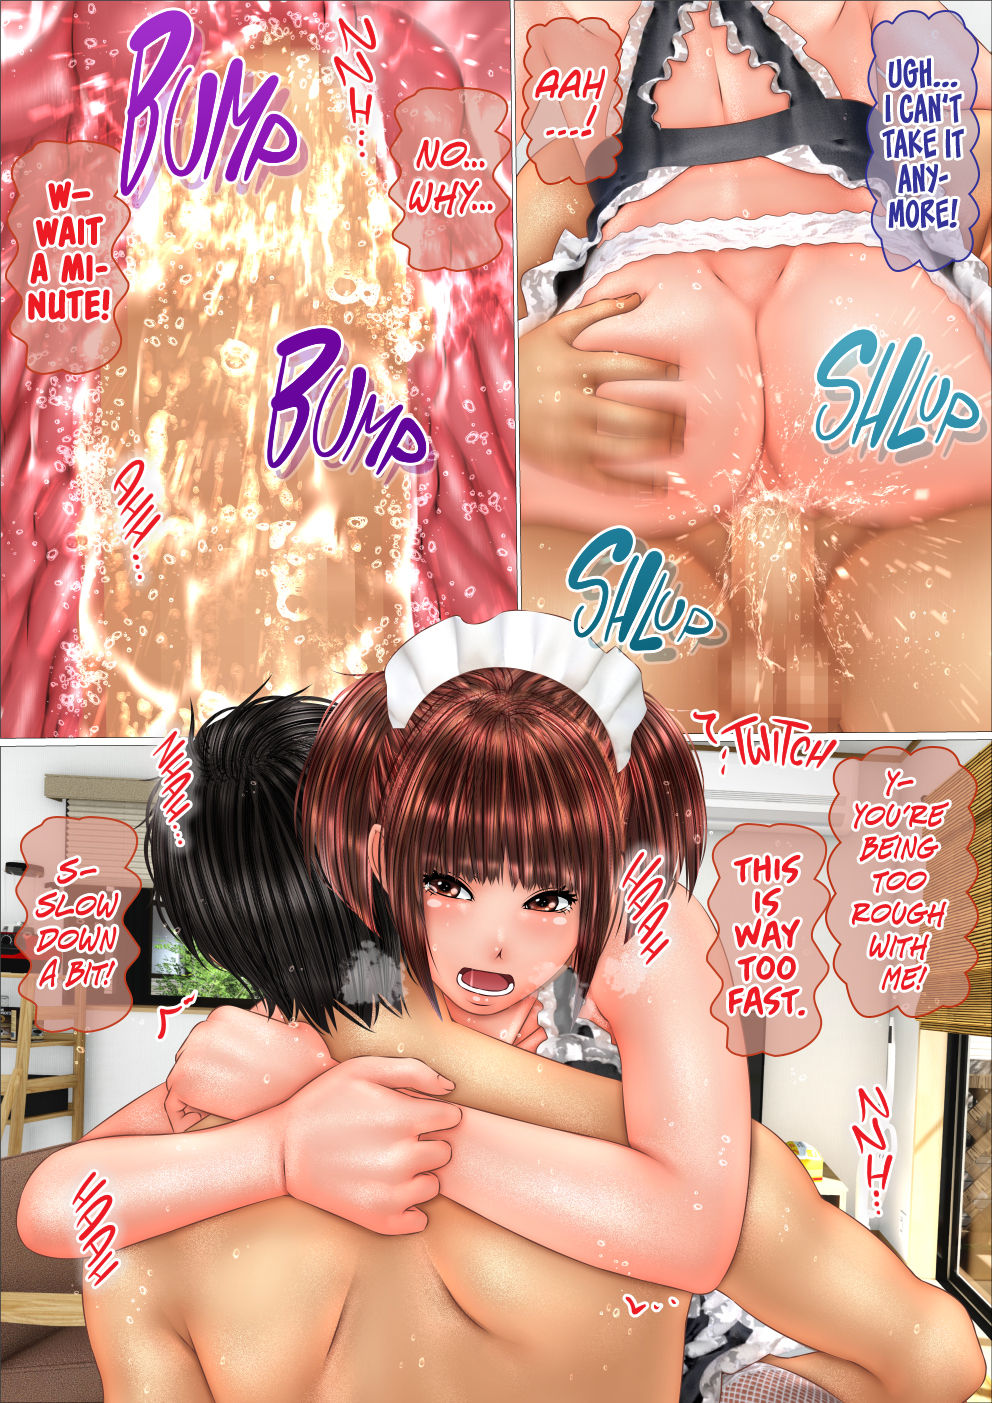 UGH...
I CAN'T
TAKE IT
ANY-
MORE!
AAH
....!
SHLUP
SHLUP
NNH...
BUMP
NO...
WHY...
W-
WAIT
A MI-
NUTE!
BUMP
AHH....
TWITCH
Y-
YOU'RE
BEING
TOO
ROUGH
WITH
ME!
THIS
IS
WAY
TOO
FAST.
HAAH
NUAH...
S-
SLOW
DOWN
A BIT!
NNH...
HAAH